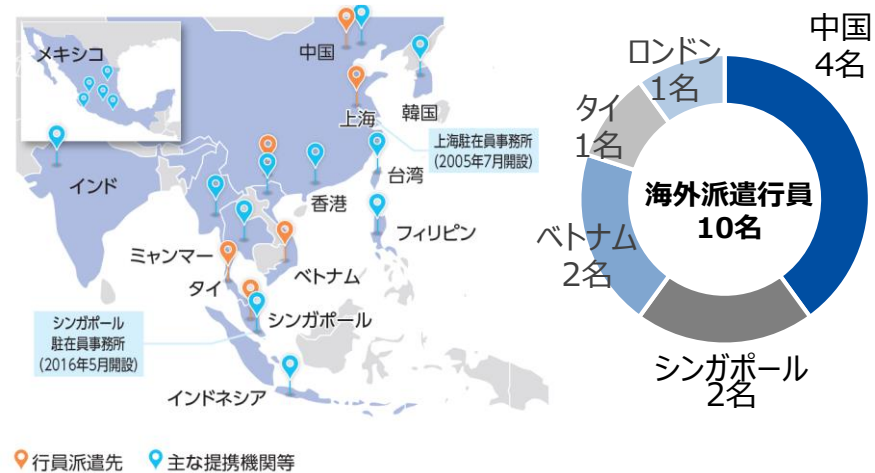 メキシコ
中国
韓国
上海
上海駐在員事務所
(2005年7月開設)
インド
台湾
香港
フィリピン
ミャンマー
ベトナム
タイ
シンガポール
シンガポール
駐在員事務所
(2016年5月開設)
インドネシア
行員派遣先
主な提携機関等
中国
4名
ロンドン
1名
タイ
1名
海外派遣行員
10名
ベトナム
2名
シンガポール
2名